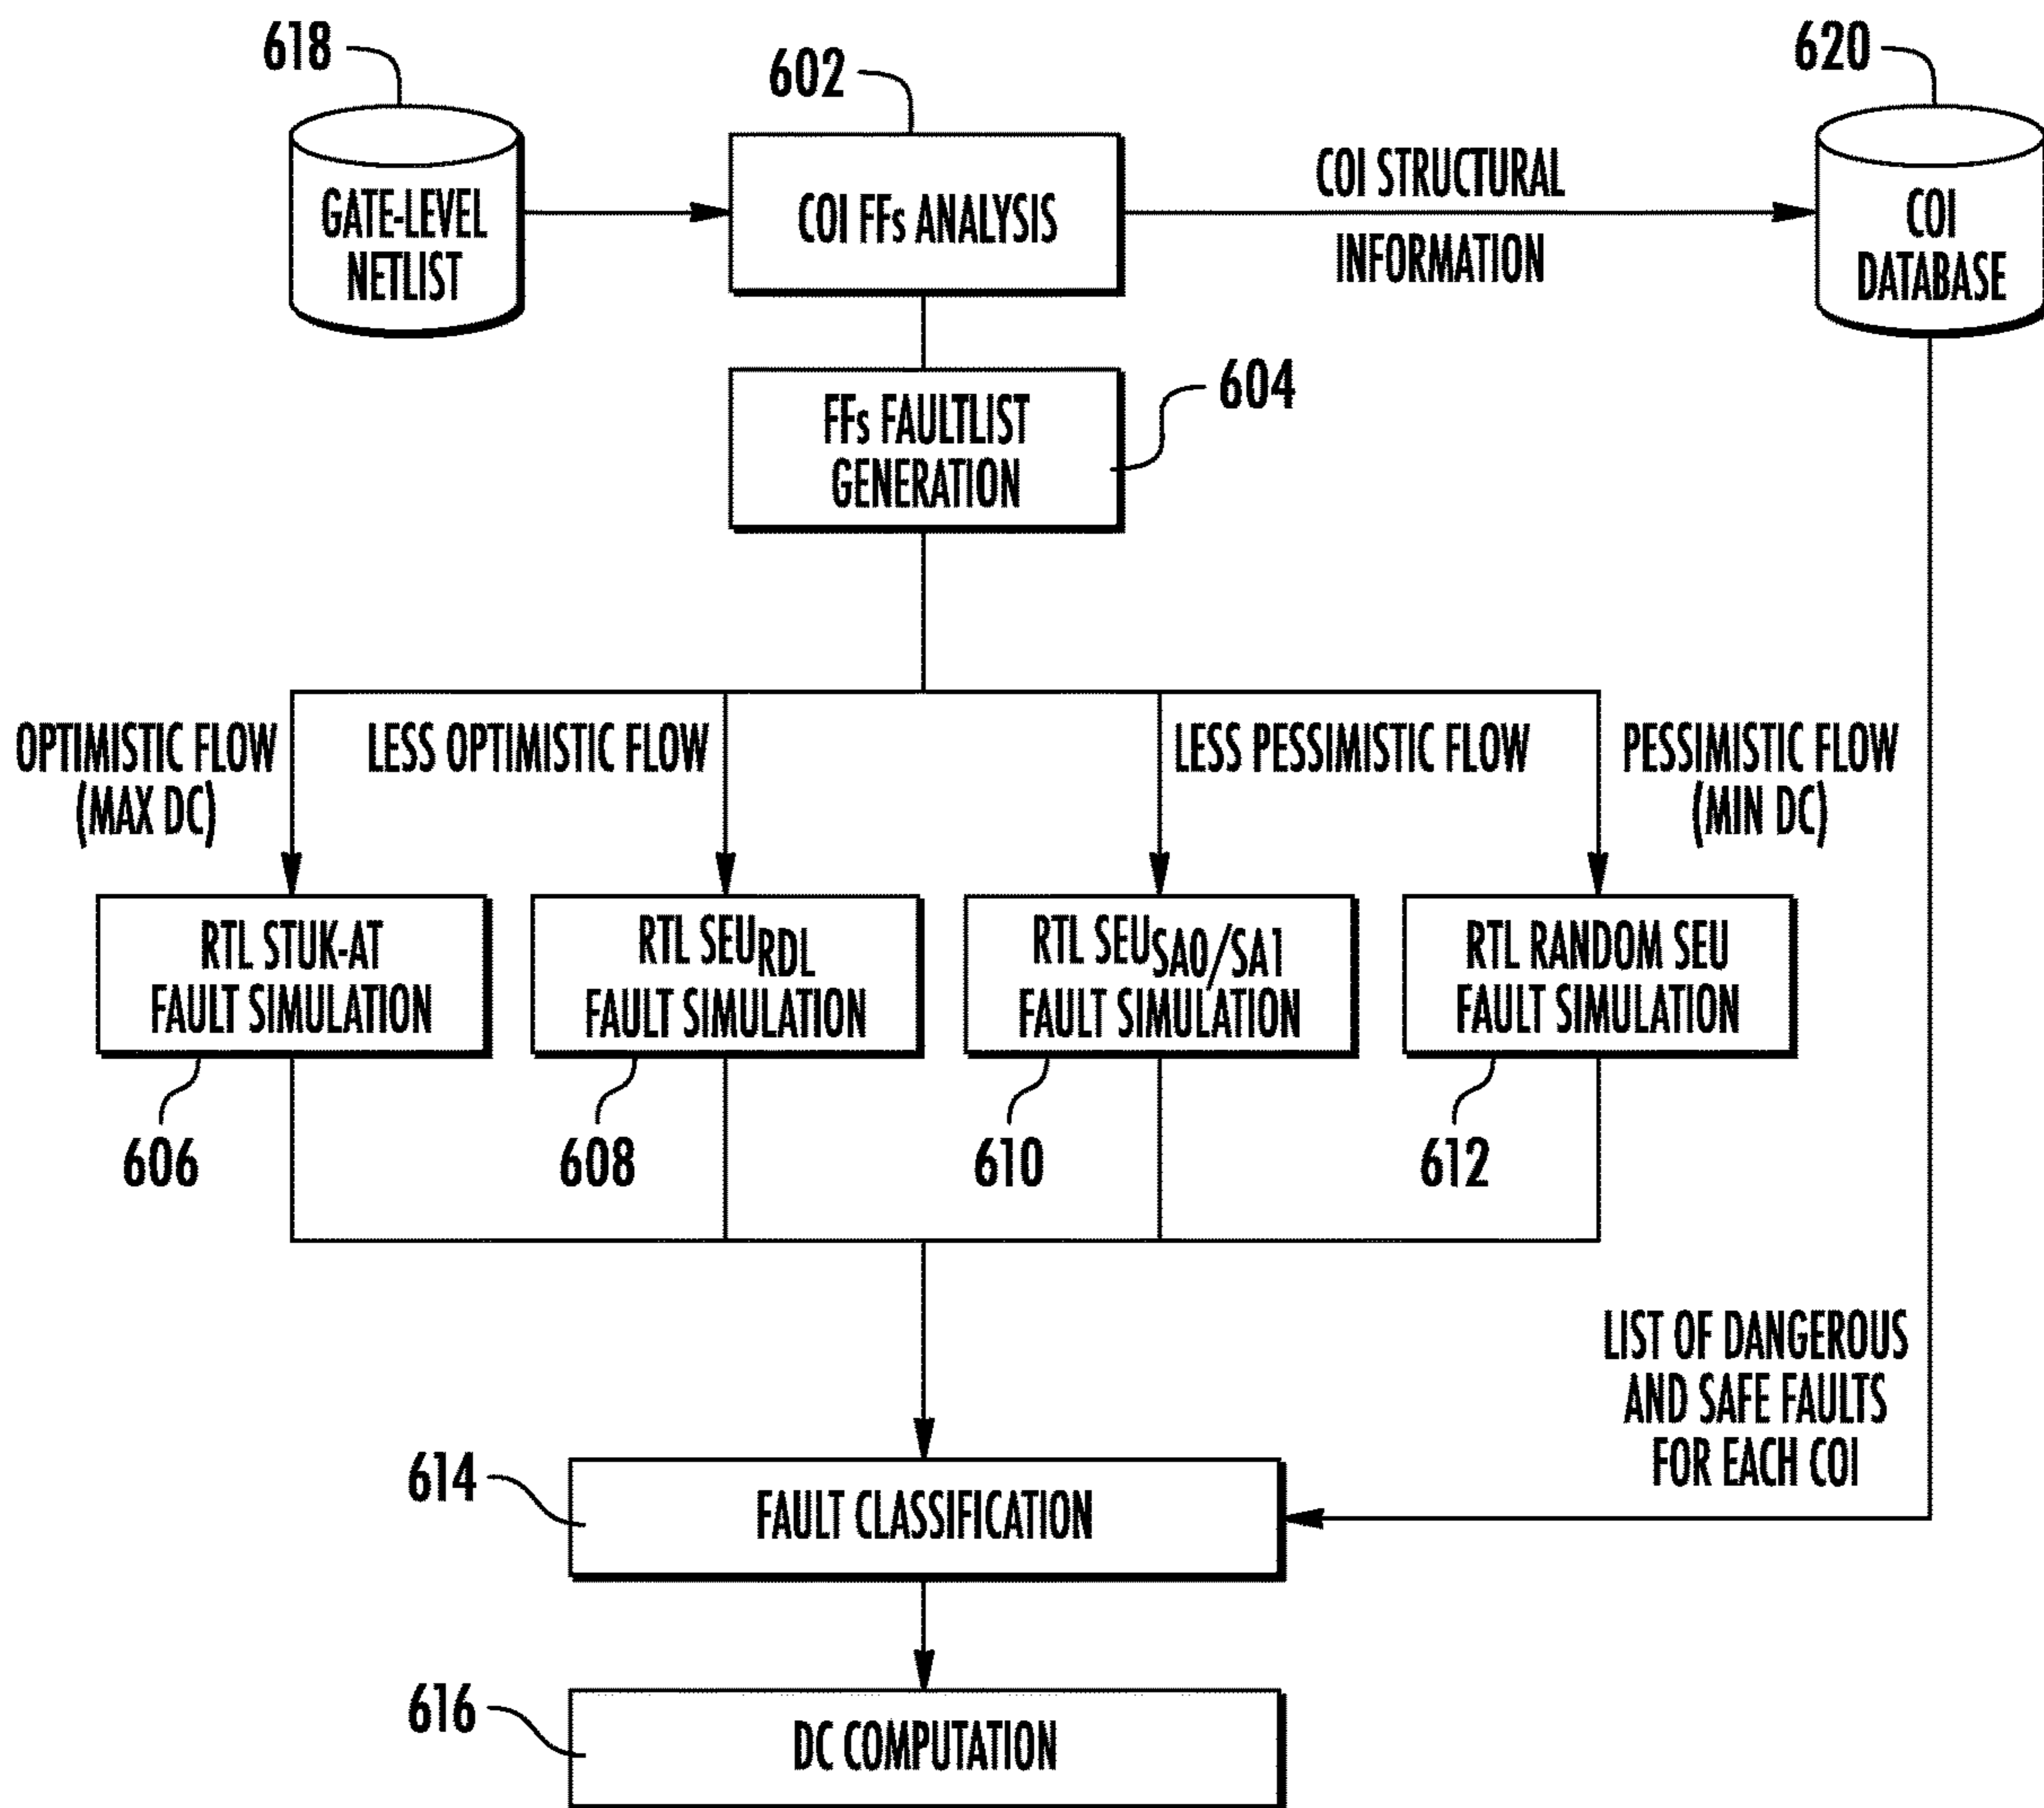 618
602
620
GATE-LEVEL
NETLIST
COI FFs ANALYSIS
COI STRUCTURAL
INFORMATION
COI
DATABASE
FFs FAULTLIST
GENERATION
604
OPTIMISTIC FLOW
(MAX DC)
LESS OPTIMISTIC FLOW
LESS PESSIMISTIC FLOW
PESSIMISTIC FLOW
(MIN DC)
RTL STUK-AT
FAULT SIMULATION
RTL SEURDL
FAULT SIMULATION
RTL SEUSA0/SA1
FAULT SIMULATION
RTL RANDOM SEU
FAULT SIMULATION
606
608
610
612
LIST OF DANGEROUS
AND SAFE FAULTS
FOR EACH COI
614
FAULT CLASSIFICATION
616
DC COMPUTATION